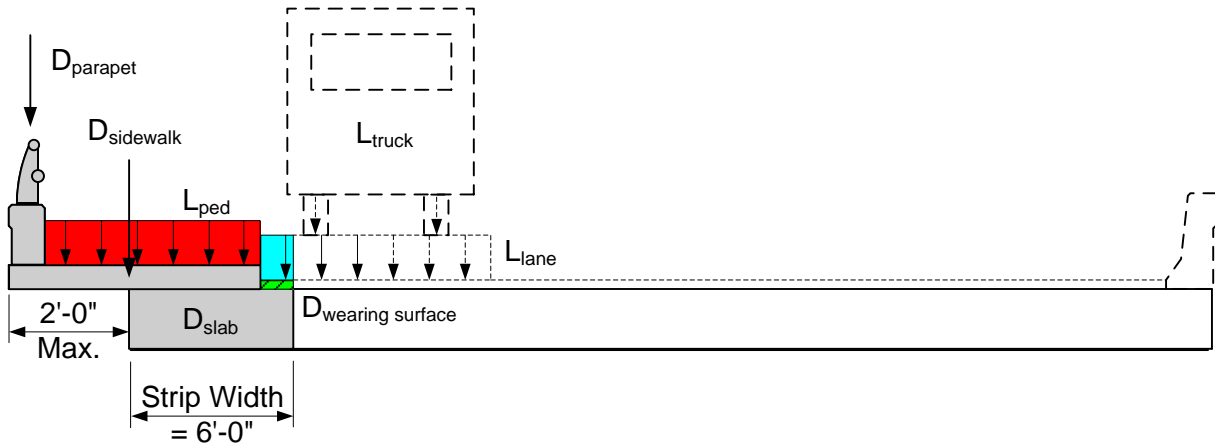 Dparapet
Dsidewalk
Ltruck
Lped
Llane
2'-0"
Max.
Dslab
Dwearing surface
Strip Width
= 6'-0"